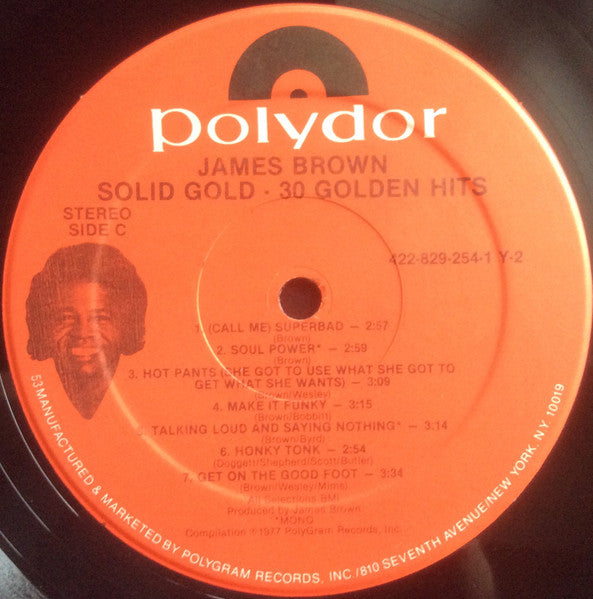 polydor
JAMES BROWN
SOLID GOLD · 30 GOLDEN HITS
STEREO
SIDE C
422-829-254-1 Y-2
1. (CALL ME) SUPERBAD — 2:57
(Brown)
2. SOUL POWER* — 2:59
(Brown)
3. HOT PANTS (SHE GOT TO USE WHAT SHE GOT TO
GET WHAT SHE WANTS) — 3:09
(Brown/Wesley)
4. MAKE IT FUNKY — 3:15
(Brown/Bobbitt)
5. TALKING LOUD AND SAYING NOTHING* — 3:14
(Brown/Byrd)
6. HONKY TONK — 2:54
(Doggett/Shepherd/Scott/Butler)
7. GET ON THE GOOD FOOT — 3:34
(Brown/Wesley/Mims)
All Selections BMI
Produced by James Brown
*MONO
Compilation ℗ 1977 PolyGram Records, Inc.
53 MANUFACTURED & MARKETED BY POLYGRAM RECORDS, INC./810 SEVENTH AVENUE/NEW YORK, NY 10019